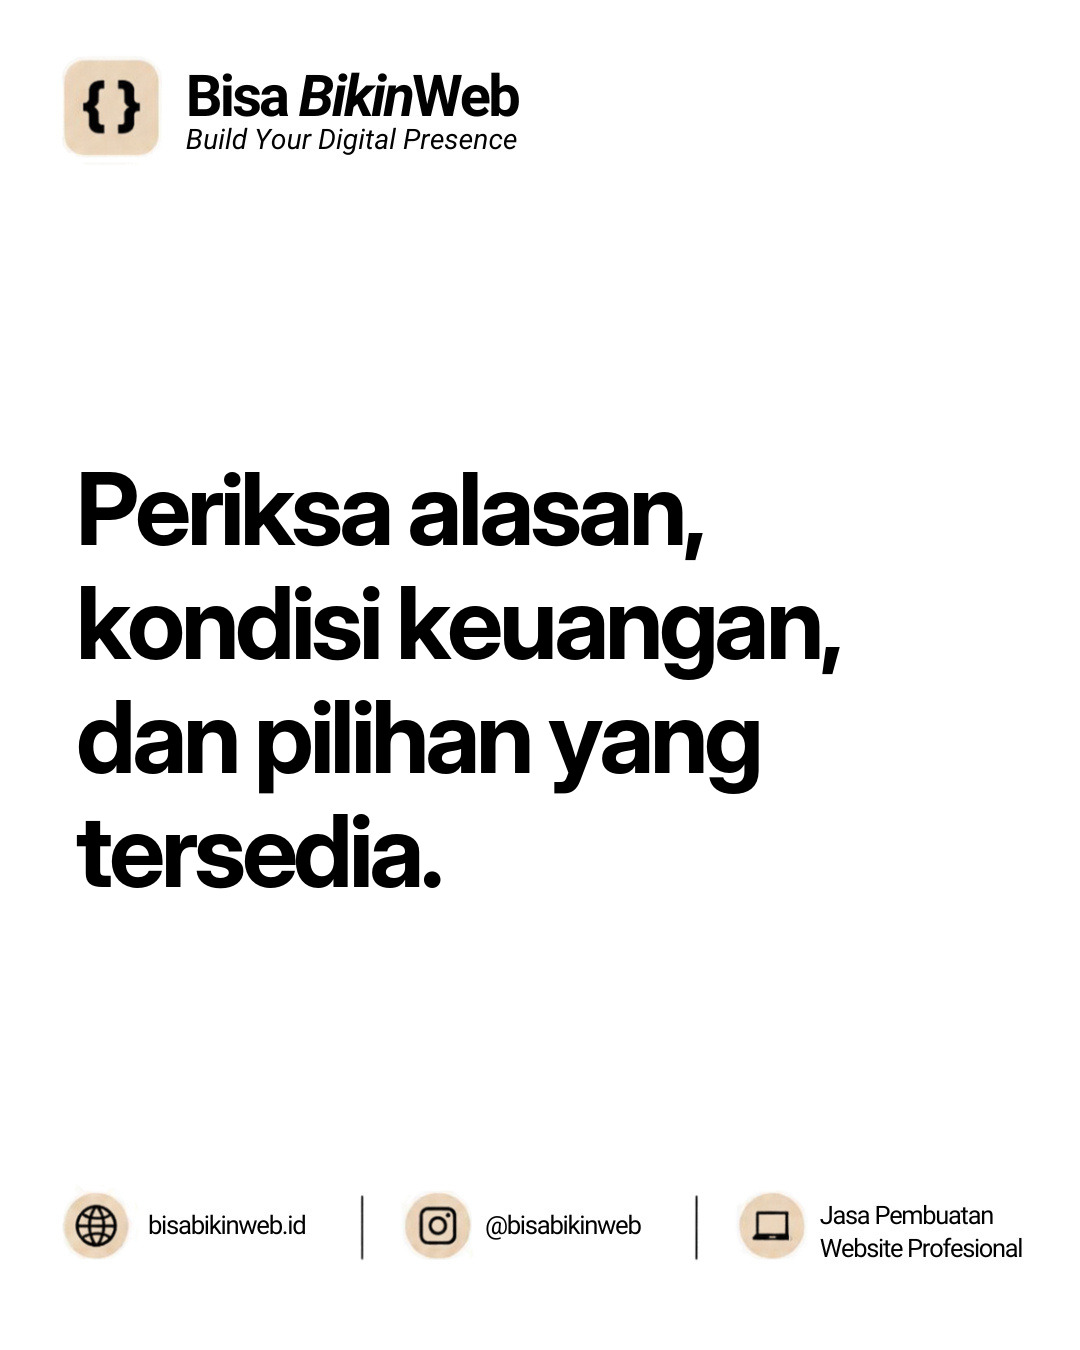 { }
Bisa BikinWeb
Build Your Digital Presence
Periksa alasan,
kondisi keuangan,
dan pilihan yang
tersedia.
bisabikinweb.id
@bisabikinweb
Jasa Pembuatan
Website Profesional